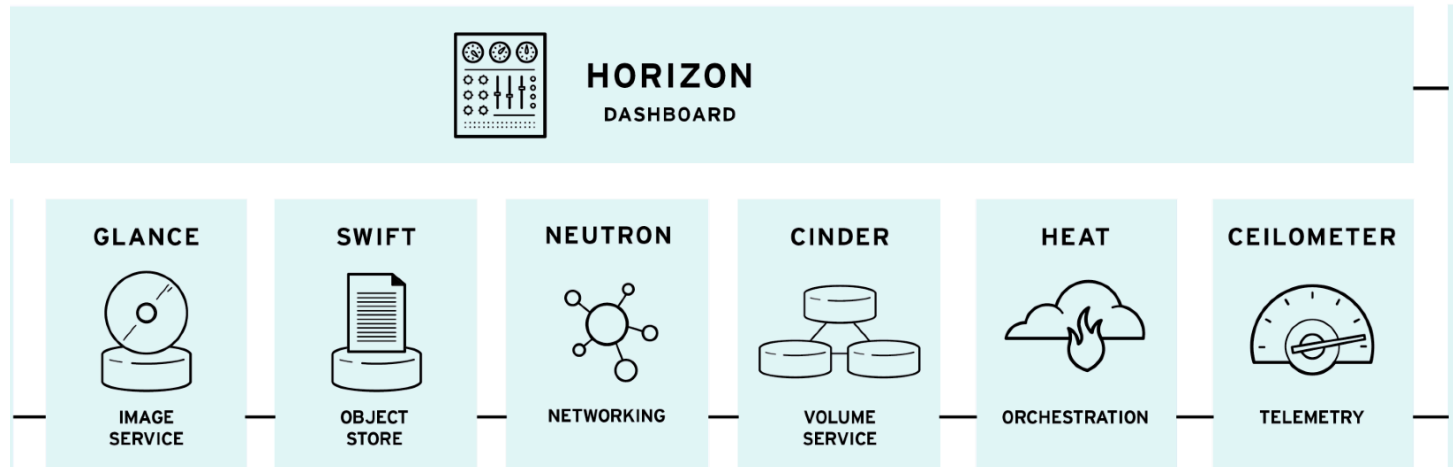 HORIZON
DASHBOARD
GLANCE
IMAGE
SERVICE
SWIFT
OBJECT
STORE
NEUTRON
NETWORKING
CINDER
VOLUME
SERVICE
HEAT
ORCHESTRATION
CEILOMETER
TELEMETRY